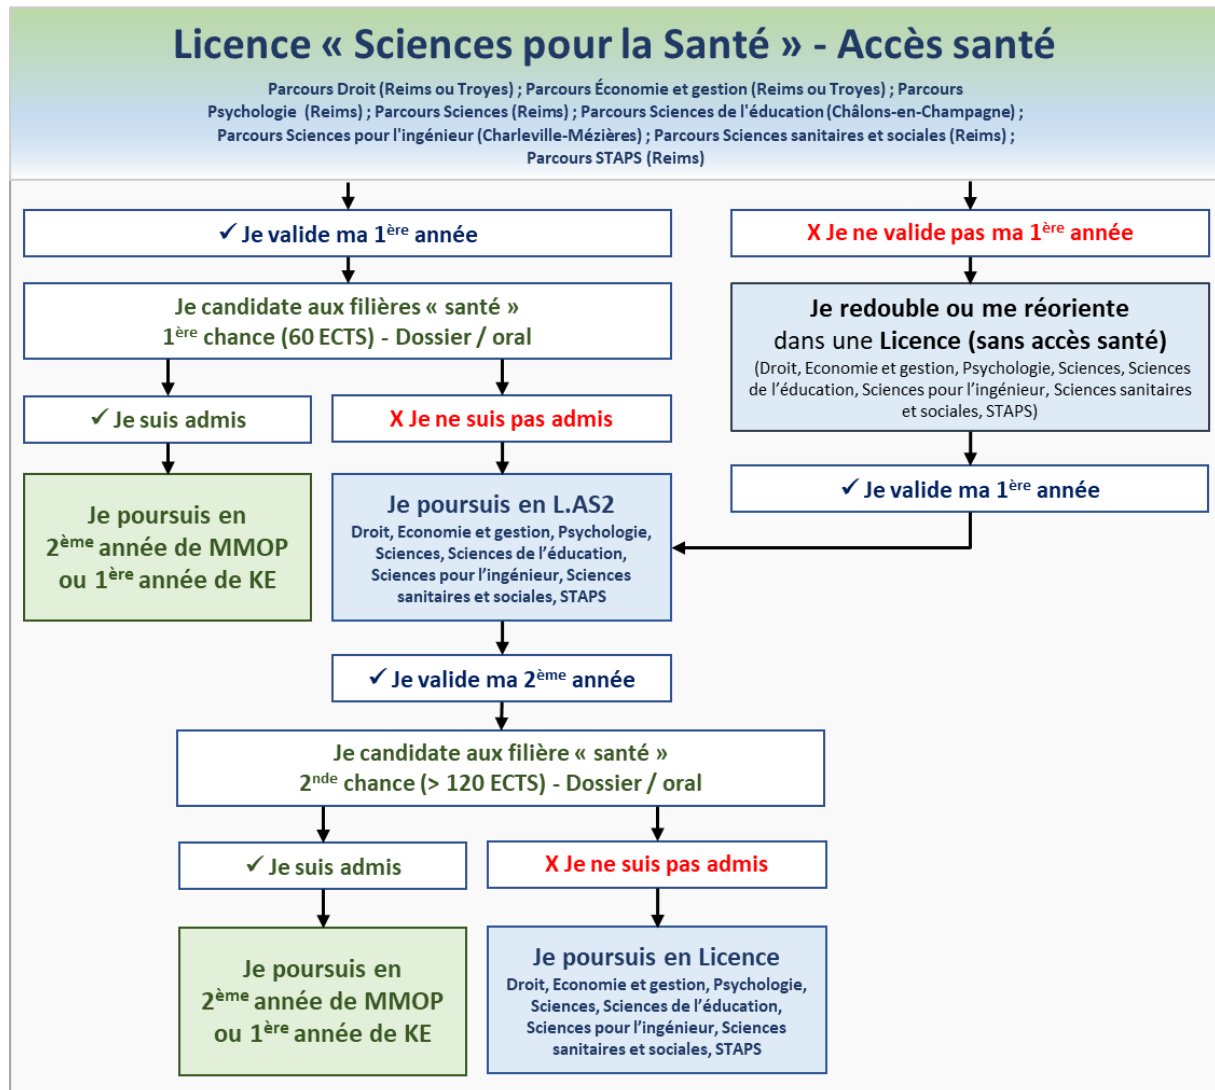 Licence « Sciences pour la Santé » - Accès santé
Parcours Droit (Reims ou Troyes) ; Parcours Économie et gestion (Reims ou Troyes) ; Parcours
Psychologie (Reims) ; Parcours Sciences (Reims) ; Parcours Sciences de l'éducation (Châlons-en-Champagne) ;
Parcours Sciences pour l'ingénieur (Charleville-Mézières) ; Parcours Sciences sanitaires et sociales (Reims) ;
Parcours STAPS (Reims)
✓ Je valide ma 1ère année
X Je ne valide pas ma 1ère année
Je candidate aux filières « santé »
1ère chance (60 ECTS) - Dossier / oral
Je redouble ou me réoriente
dans une Licence (sans accès santé)
(Droit, Economie et gestion, Psychologie, Sciences, Sciences
de l’éducation, Sciences pour l’ingénieur, Sciences sanitaires
et sociales, STAPS)
✓ Je suis admis
X Je ne suis pas admis
✓ Je valide ma 1ère année
Je poursuis en
2ème année de MMOP
ou 1ère année de KE
Je poursuis en L.AS2
Droit, Economie et gestion, Psychologie,
Sciences, Sciences de l’éducation,
Sciences pour l’ingénieur, Sciences
sanitaires et sociales, STAPS
✓ Je valide ma 2ème année
Je candidate aux filière « santé »
2nde chance (> 120 ECTS) - Dossier / oral
✓ Je suis admis
X Je ne suis pas admis
Je poursuis en
2ème année de MMOP
ou 1ère année de KE
Je poursuis en Licence
Droit, Economie et gestion, Psychologie,
Sciences, Sciences de l’éducation,
Sciences pour l’ingénieur, Sciences
sanitaires et sociales, STAPS